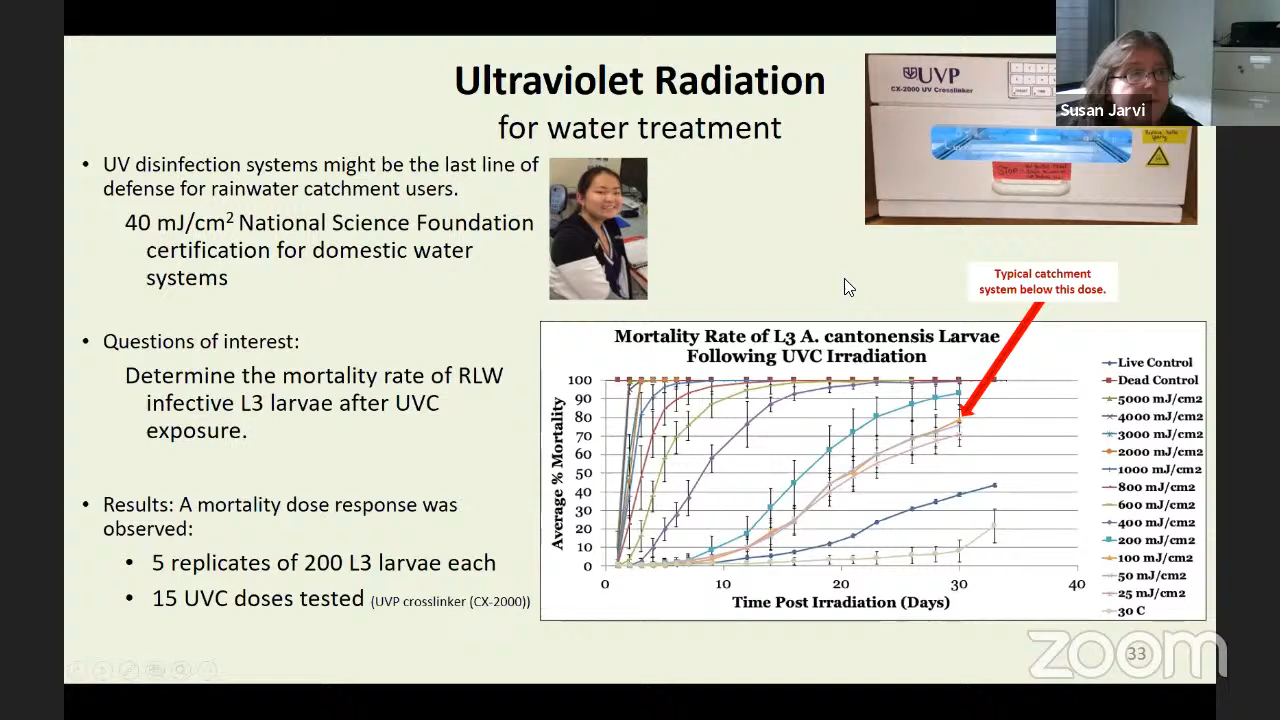 Ultraviolet Radiation
for water treatment
UVP
CX-2000 UV Crosslinker
STOP
Susan Jarvi
• UV disinfection systems might be the last line of
defense for rainwater catchment users.
40 mJ/cm2 National Science Foundation
certification for domestic water
systems
• Questions of interest:
Determine the mortality rate of RLW
infective L3 larvae after UVC
exposure.
• Results: A mortality dose response was
observed:
• 5 replicates of 200 L3 larvae each
• 15 UVC doses tested (UVP crosslinker (CX-2000))
Typical catchment
system below this dose.
Mortality Rate of L3 A. cantonensis Larvae
Following UVC Irradiation
Average % Mortality
100
90
80
70
60
50
40
30
20
10
0
0 10 20 30 40
Time Post Irradiation (Days)
Live Control
Dead Control
5000 mJ/cm2
4000 mJ/cm2
3000 mJ/cm2
2000 mJ/cm2
1000 mJ/cm2
800 mJ/cm2
600 mJ/cm2
400 mJ/cm2
200 mJ/cm2
100 mJ/cm2
50 mJ/cm2
25 mJ/cm2
30 C
zoom
33